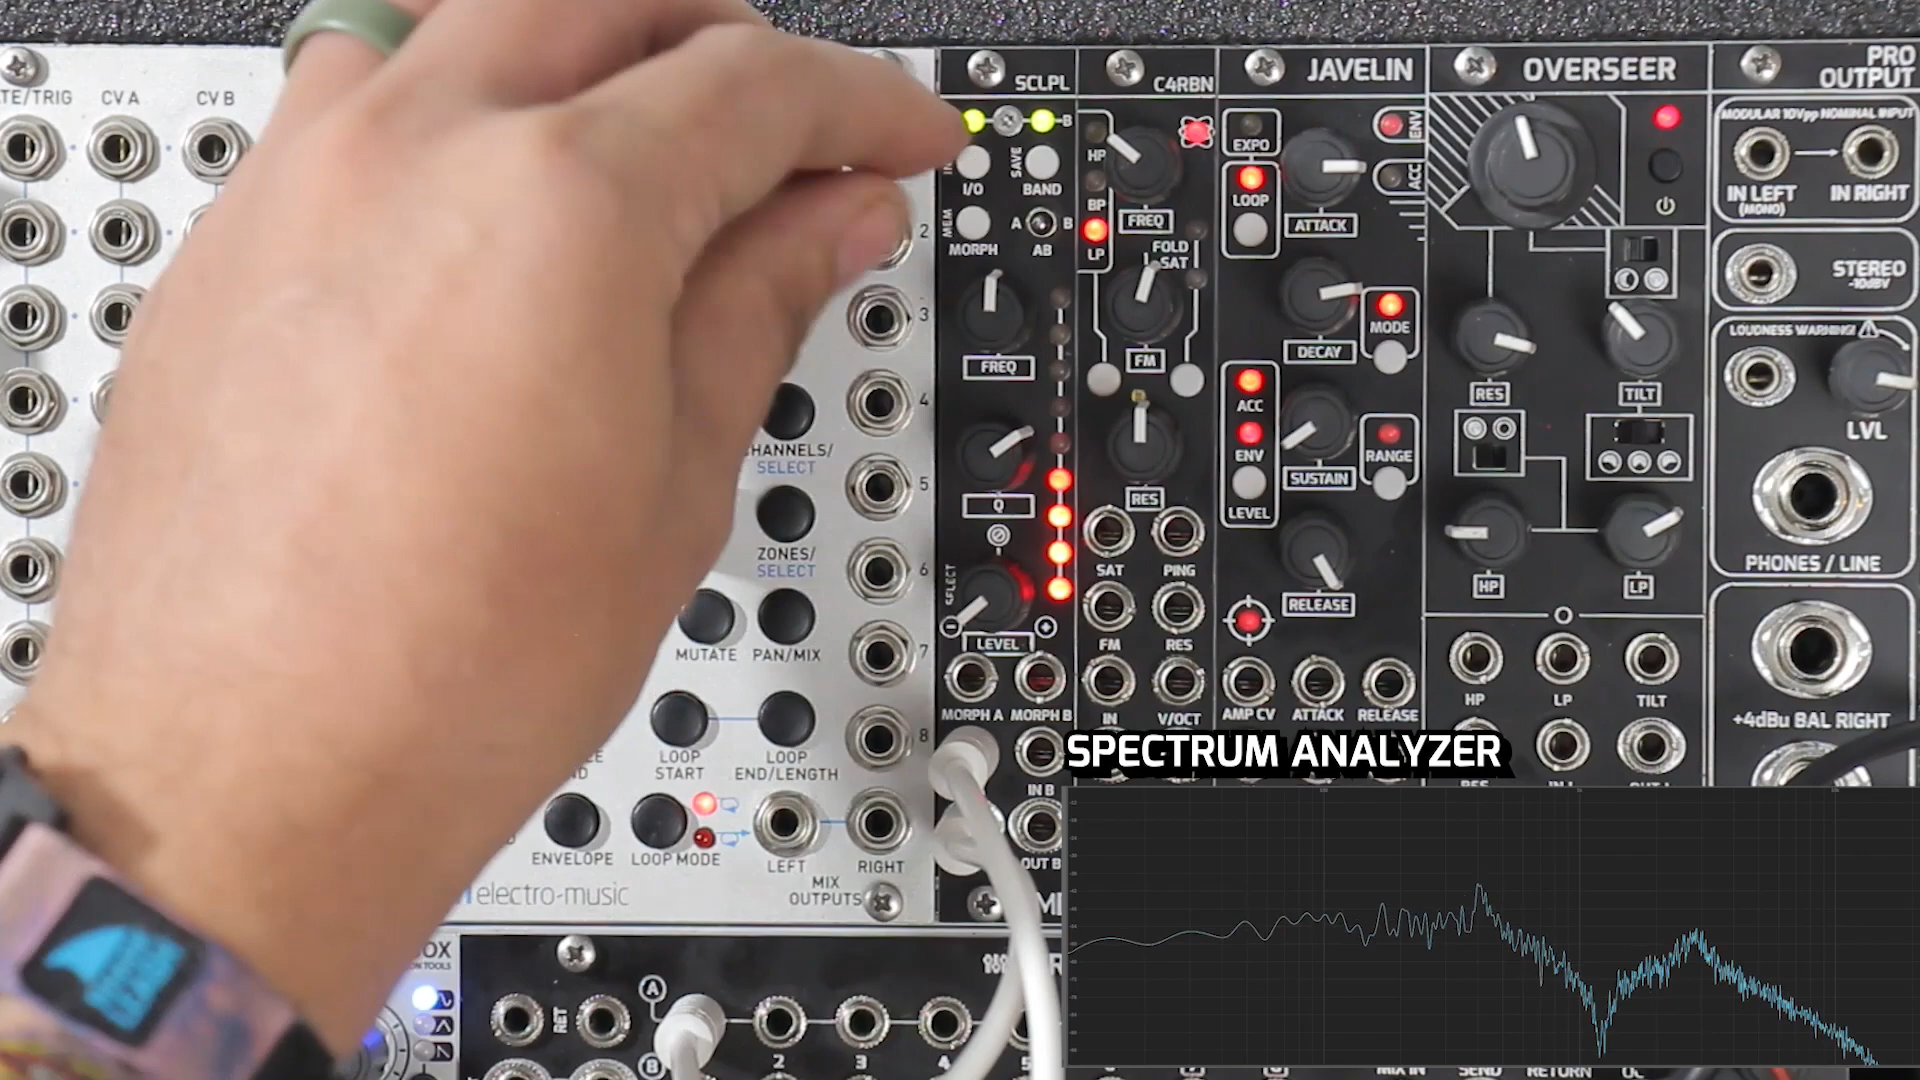 CV A
CV B
CHANNELS/
SELECT
ZONES/
SELECT
MUTATE
PAN/MIX
LOOP
START
LOOP
END/LENGTH
ENVELOPE
LOOP MODE
LEFT
RIGHT
MIX
OUTPUTS
electro-music
2
3
4
5
6
7
8
SCLPL
B
I/O
SAVE
BAND
MEM
MORPH
A
B
AB
FREQ
Q
SELECT
LEVEL
MORPH A
MORPH B
IN B
OUT B
C4RBN
HP
BP
LP
FREQ
FOLD
SAT
FM
RES
SAT
PING
FM
RES
IN
V/OCT
JAVELIN
EXPO
LOOP
ATTACK
ENV
ACC
DECAY
MODE
ACC
ENV
LEVEL
SUSTAIN
RANGE
RELEASE
AMP CV
ATTACK
RELEASE
OVERSEER
RES
TILT
HP
LP
HP
LP
TILT
PRO
OUTPUT
MODULAR 10Vpp NOMINAL INPUT
IN LEFT
(MONO)
IN RIGHT
STEREO
-10dBV
LOUDNESS WARNING!
LVL
PHONES / LINE
+4dBu BAL RIGHT
SPECTRUM ANALYZER
RET
A
B
2
3
4
MIX IN
SEND
RETURN